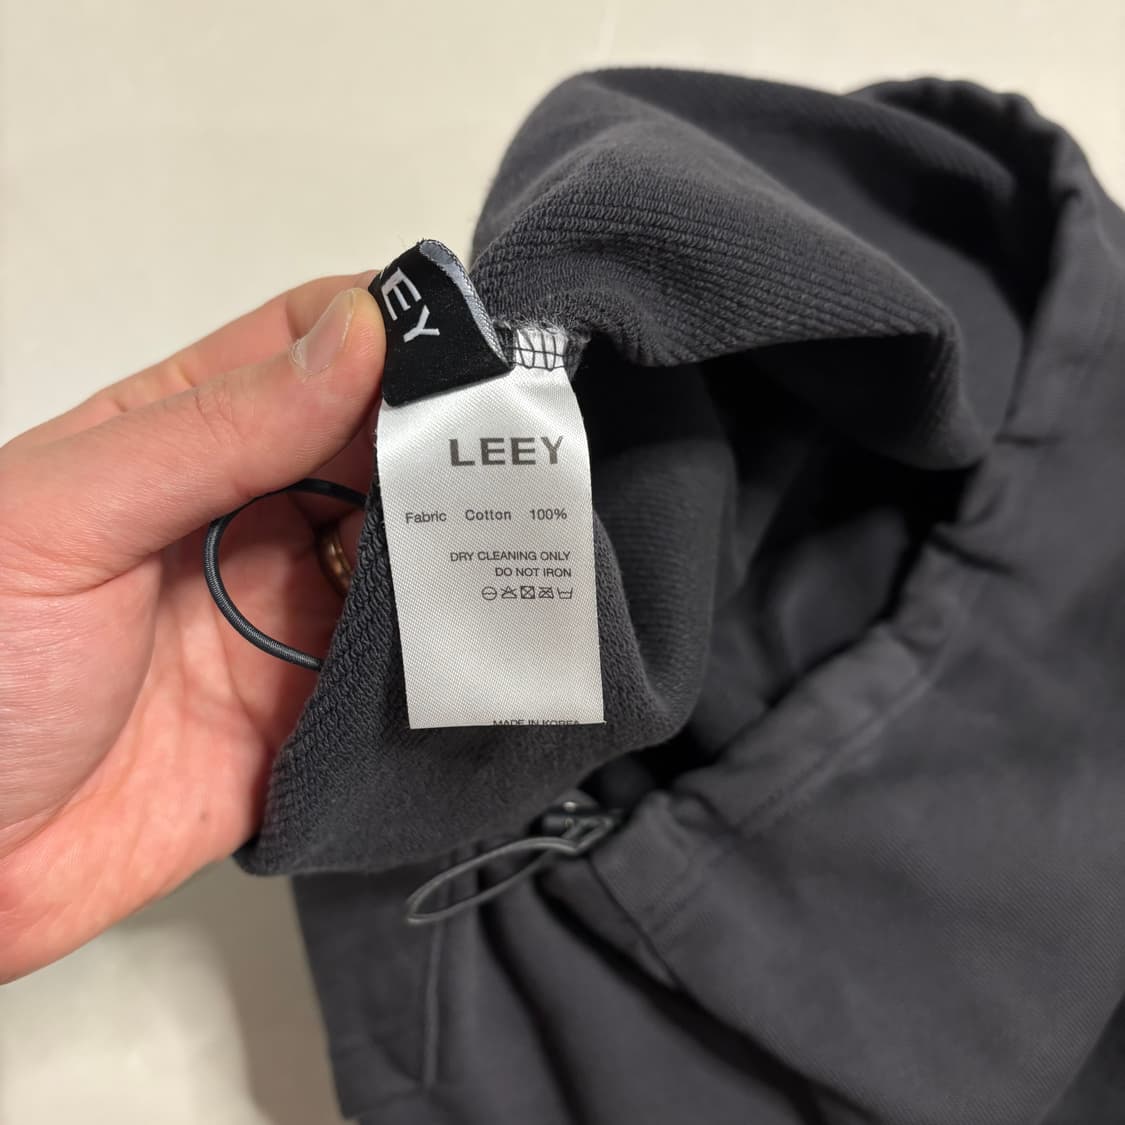 EY
LEEY
Fabric Cotton 100%
DRY CLEANING ONLY
DO NOT IRON
MADE IN KOREA